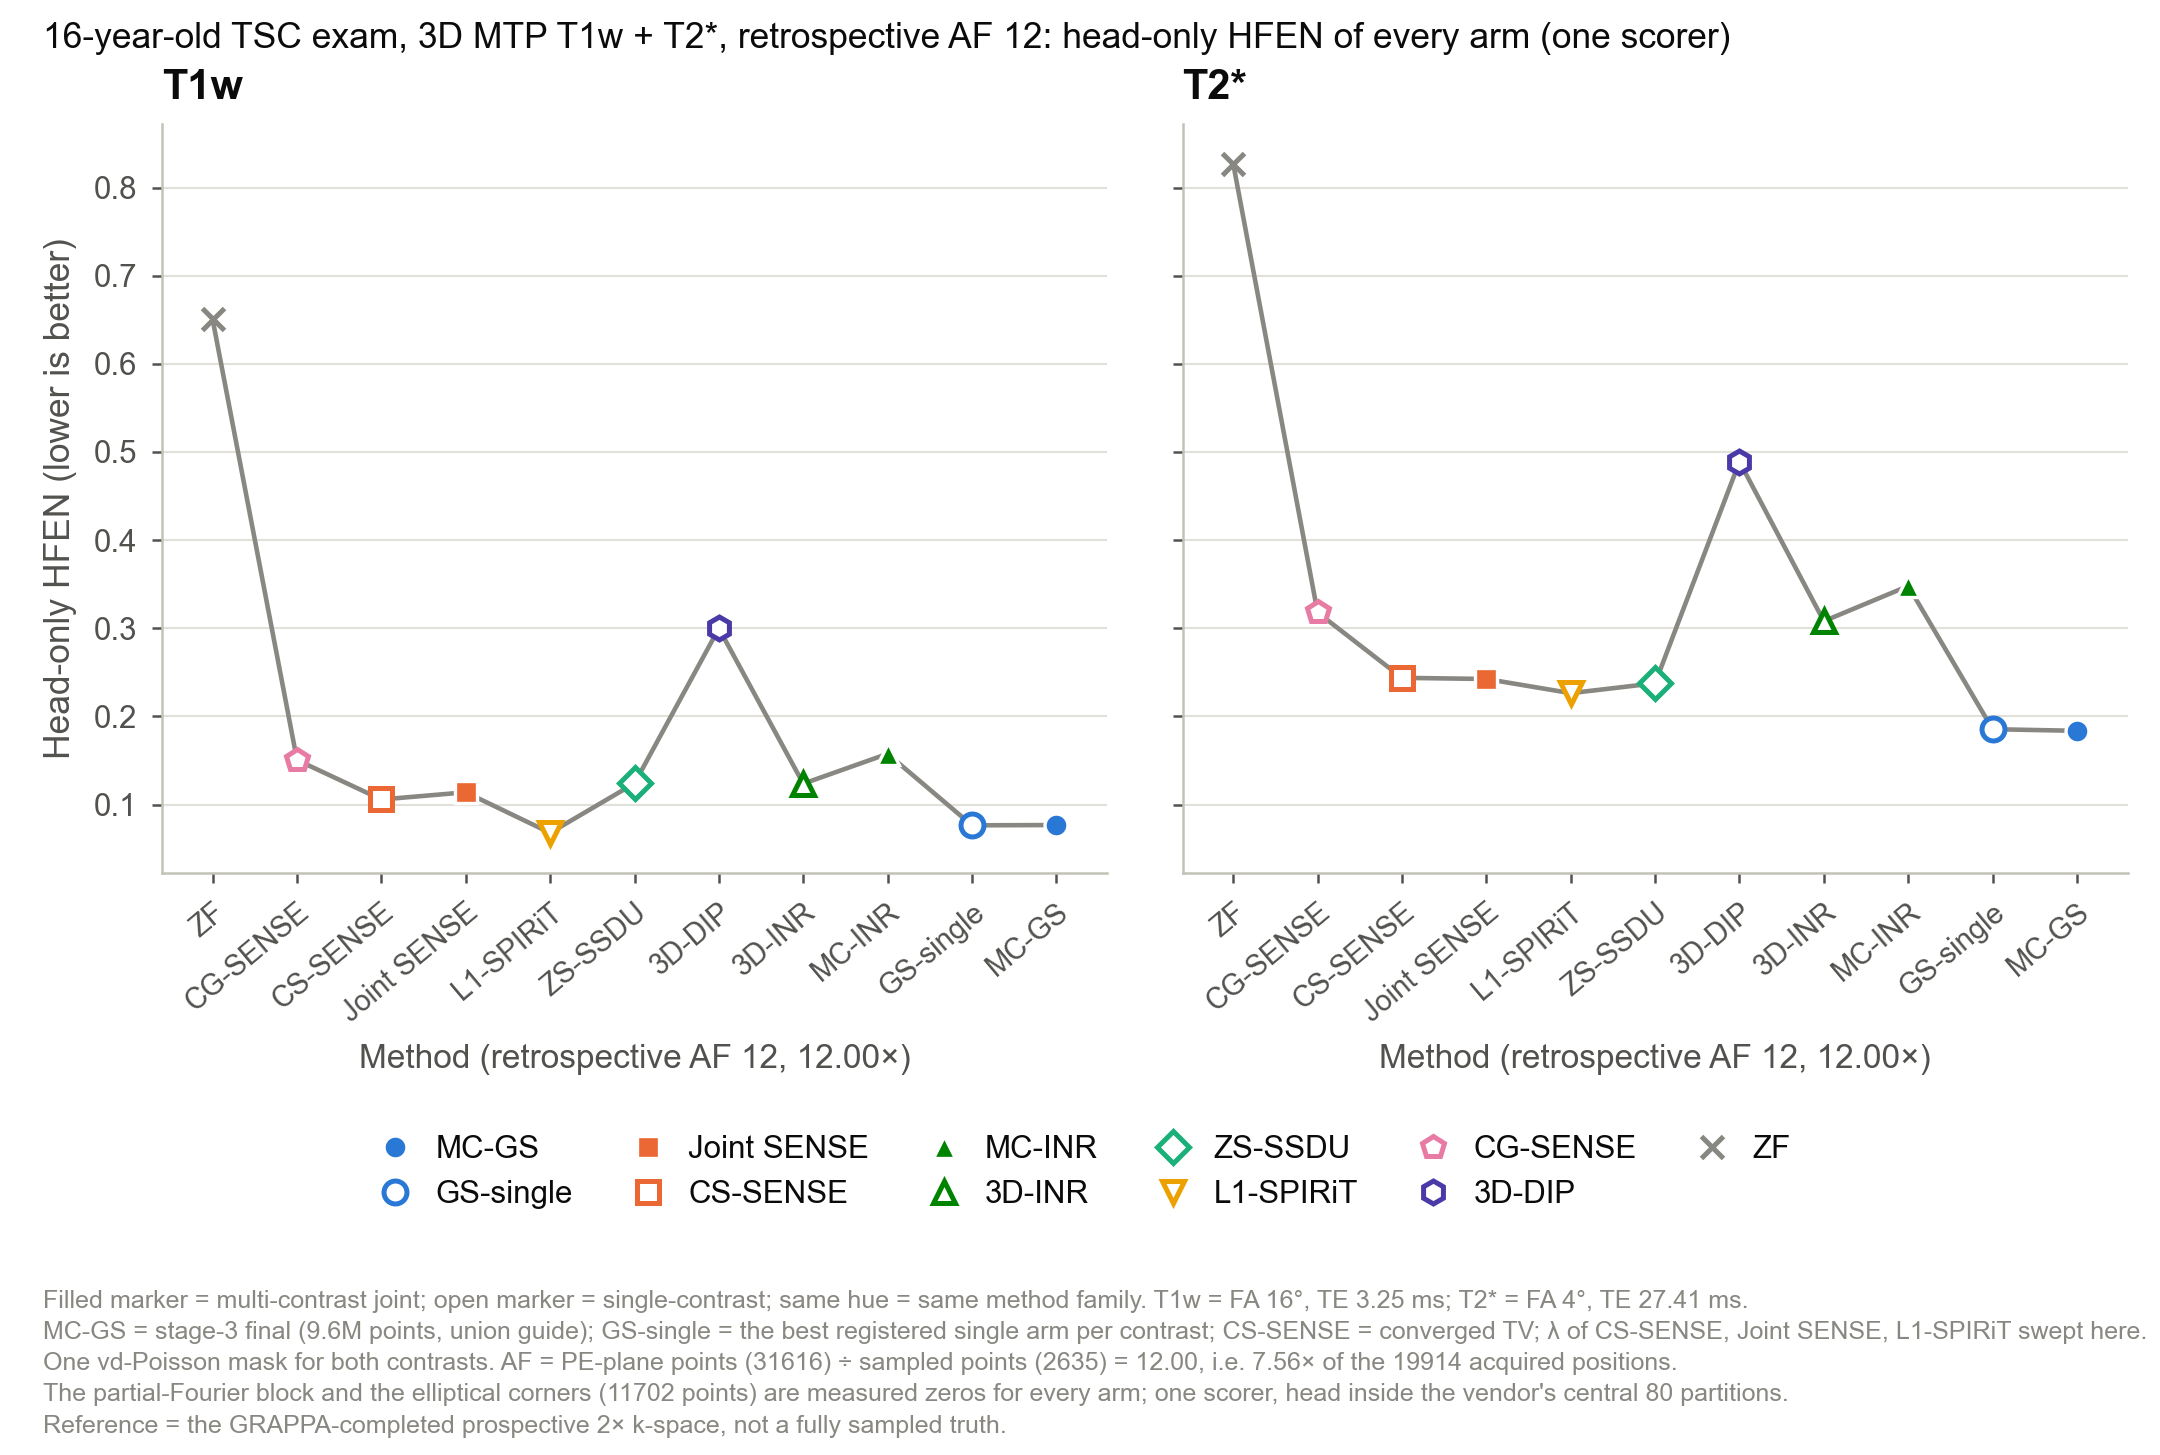 16-year-old TSC exam, 3D MTP T1w + T2*, retrospective AF 12: head-only HFEN of every arm (one scorer)
T1w
T2*
Head-only HFEN (lower is better)
0.8
0.7
0.6
0.5
0.4
0.3
0.2
0.1
ZF
CG-SENSE
CS-SENSE
Joint SENSE
L1-SPIRiT
ZS-SSDU
3D-DIP
3D-INR
MC-INR
GS-single
MC-GS
ZF
CG-SENSE
CS-SENSE
Joint SENSE
L1-SPIRiT
ZS-SSDU
3D-DIP
3D-INR
MC-INR
GS-single
MC-GS
Method (retrospective AF 12, 12.00×)
Method (retrospective AF 12, 12.00×)
MC-GS
Joint SENSE
MC-INR
ZS-SSDU
CG-SENSE
ZF
GS-single
CS-SENSE
3D-INR
L1-SPIRiT
3D-DIP
Filled marker = multi-contrast joint; open marker = single-contrast; same hue = same method family. T1w = FA 16°, TE 3.25 ms; T2* = FA 4°, TE 27.41 ms.
MC-GS = stage-3 final (9.6M points, union guide); GS-single = the best registered single arm per contrast; CS-SENSE = converged TV; λ of CS-SENSE, Joint SENSE, L1-SPIRiT swept here.
One vd-Poisson mask for both contrasts. AF = PE-plane points (31616) ÷ sampled points (2635) = 12.00, i.e. 7.56× of the 19914 acquired positions.
The partial-Fourier block and the elliptical corners (11702 points) are measured zeros for every arm; one scorer, head inside the vendor's central 80 partitions.
Reference = the GRAPPA-completed prospective 2× k-space, not a fully sampled truth.